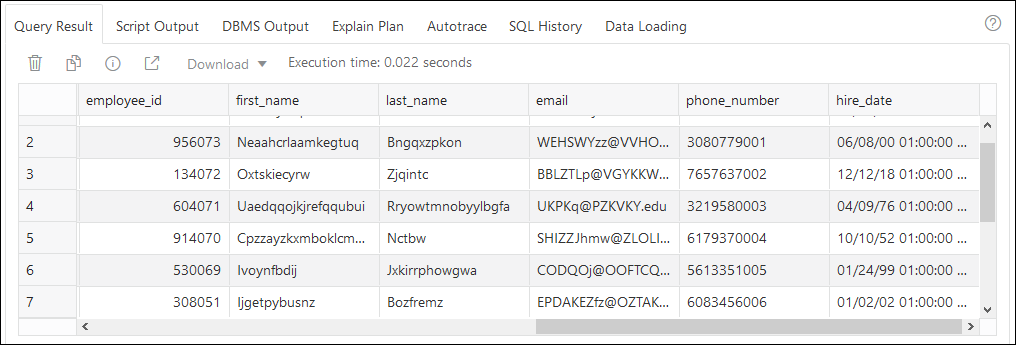 Query Result Script Output DBMS Output Explain Plan Autotrace SQL History Data Loading
Download Execution time: 0.022 seconds
employee_id first_name last_name email phone_number hire_date
2 956073 Neaahcrlaamkegtuq Bngqxzpkon WEHSWYzz@VVHO... 3080779001 06/08/00 01:00:00 ...
3 134072 Oxtskiecyrw Zjqintc BBLZTLp@VGYKKW... 7657637002 12/12/18 01:00:00 ...
4 604071 Uaedqqojkjrefqqubui Rryowtmnobyylbgfa UKPKq@PZKVKY.edu 3219580003 04/09/76 01:00:00 ...
5 914070 Cpzzayzkxmboklcm... Nctbw SHIZZJhmw@ZLOLI... 6179370004 10/10/52 01:00:00 ...
6 530069 Ivoynfbdij Jxkirrphowgwa CODQOj@OOFTCQ... 5613351005 01/24/99 01:00:00 ...
7 308051 Ijgetpybusnz Bozfremz EPDAKEZfz@OZTAK... 6083456006 01/02/02 01:00:00 ...